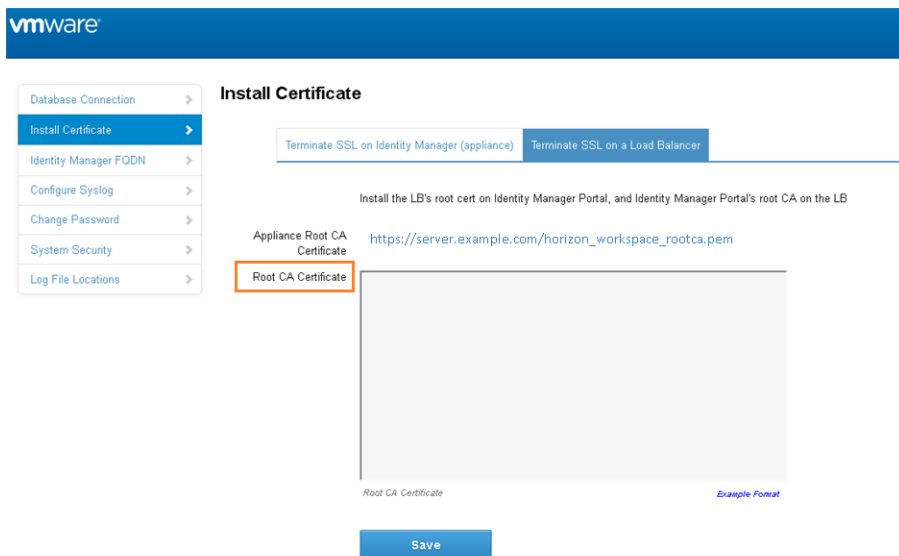 vmware
Database Connection
Install Certificate
Identity Manager FQDN
Configure Syslog
Change Password
System Security
Log File Locations
Install Certificate
Terminate SSL on Identity Manager (appliance)
Terminate SSL on a Load Balancer
Install the LB's root cert on Identity Manager Portal, and Identity Manager Portal's root CA on the LB
Appliance Root CA
Certificate
https://server.example.com/horizon_workspace_rootca.pem
Root CA Certificate
Root CA Certificate
Example Format
Save